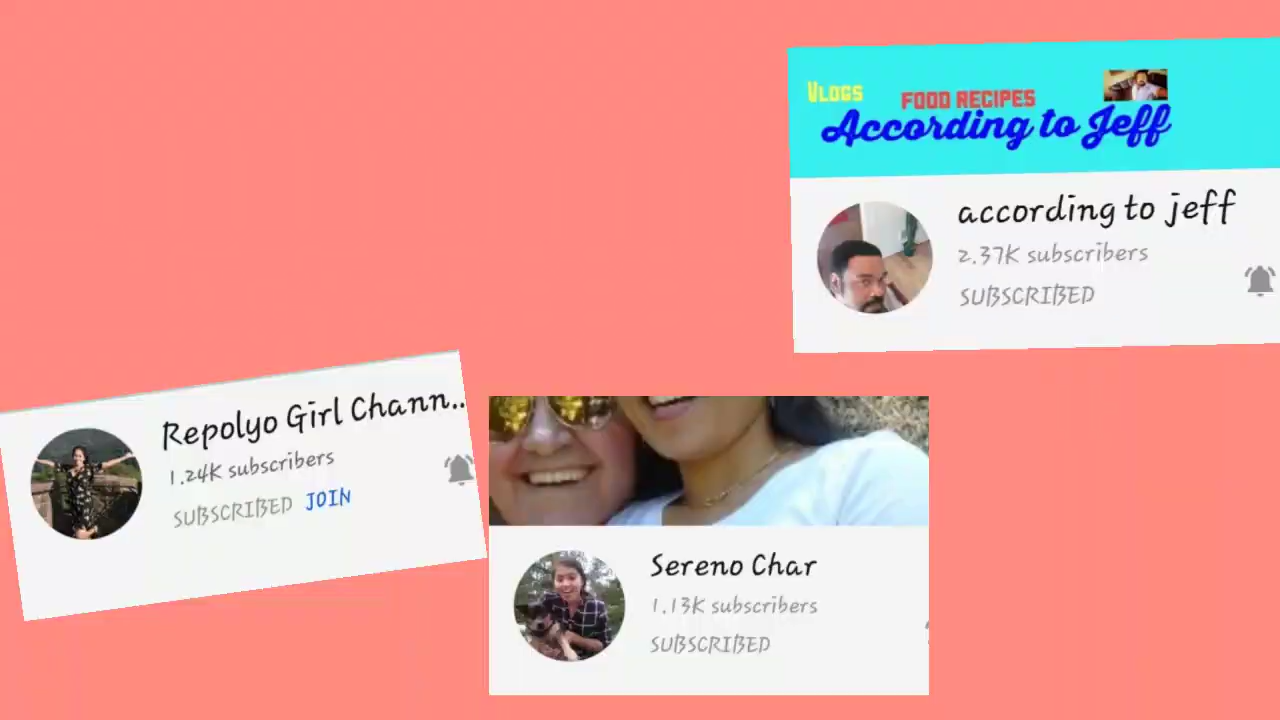 Vlogs
FOOD RECIPES
According to Jeff
according to jeff
2.37K subscribers
SUBSCRIBED
Repolyo Girl Chann..
1.24K subscribers
SUBSCRIBED JOIN
Sereno Char
1.13K subscribers
SUBSCRIBED